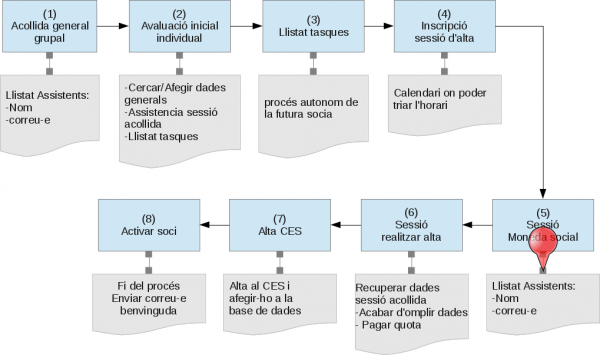 (1)
Acollida general
grupal
(2)
Avaluació inicial
individual
(3)
Llistat tasques
(4)
Inscripció
sessió d'alta
Llistat Assistents:
-Nom
-correu-e
-Cercar/Afegir dades
generals
-Assistencia sessió
acollida
-Llistat tasques
procés autonom de
la futura socia
Calendari on poder
triar l'horari
(8)
Activar soci
(7)
Alta CES
(6)
Sessió
realitzar alta
(5)
Sessió
Moneda social
Fi del procés
Enviar correu-e
benvinguda
Alta al CES i
afegir-ho a la
base de dades
Recuperar dades
sessió acollida
-Acabar d'omplir dades
- Pagar quota
Llistat Assistents:
-Nom
-correu-e